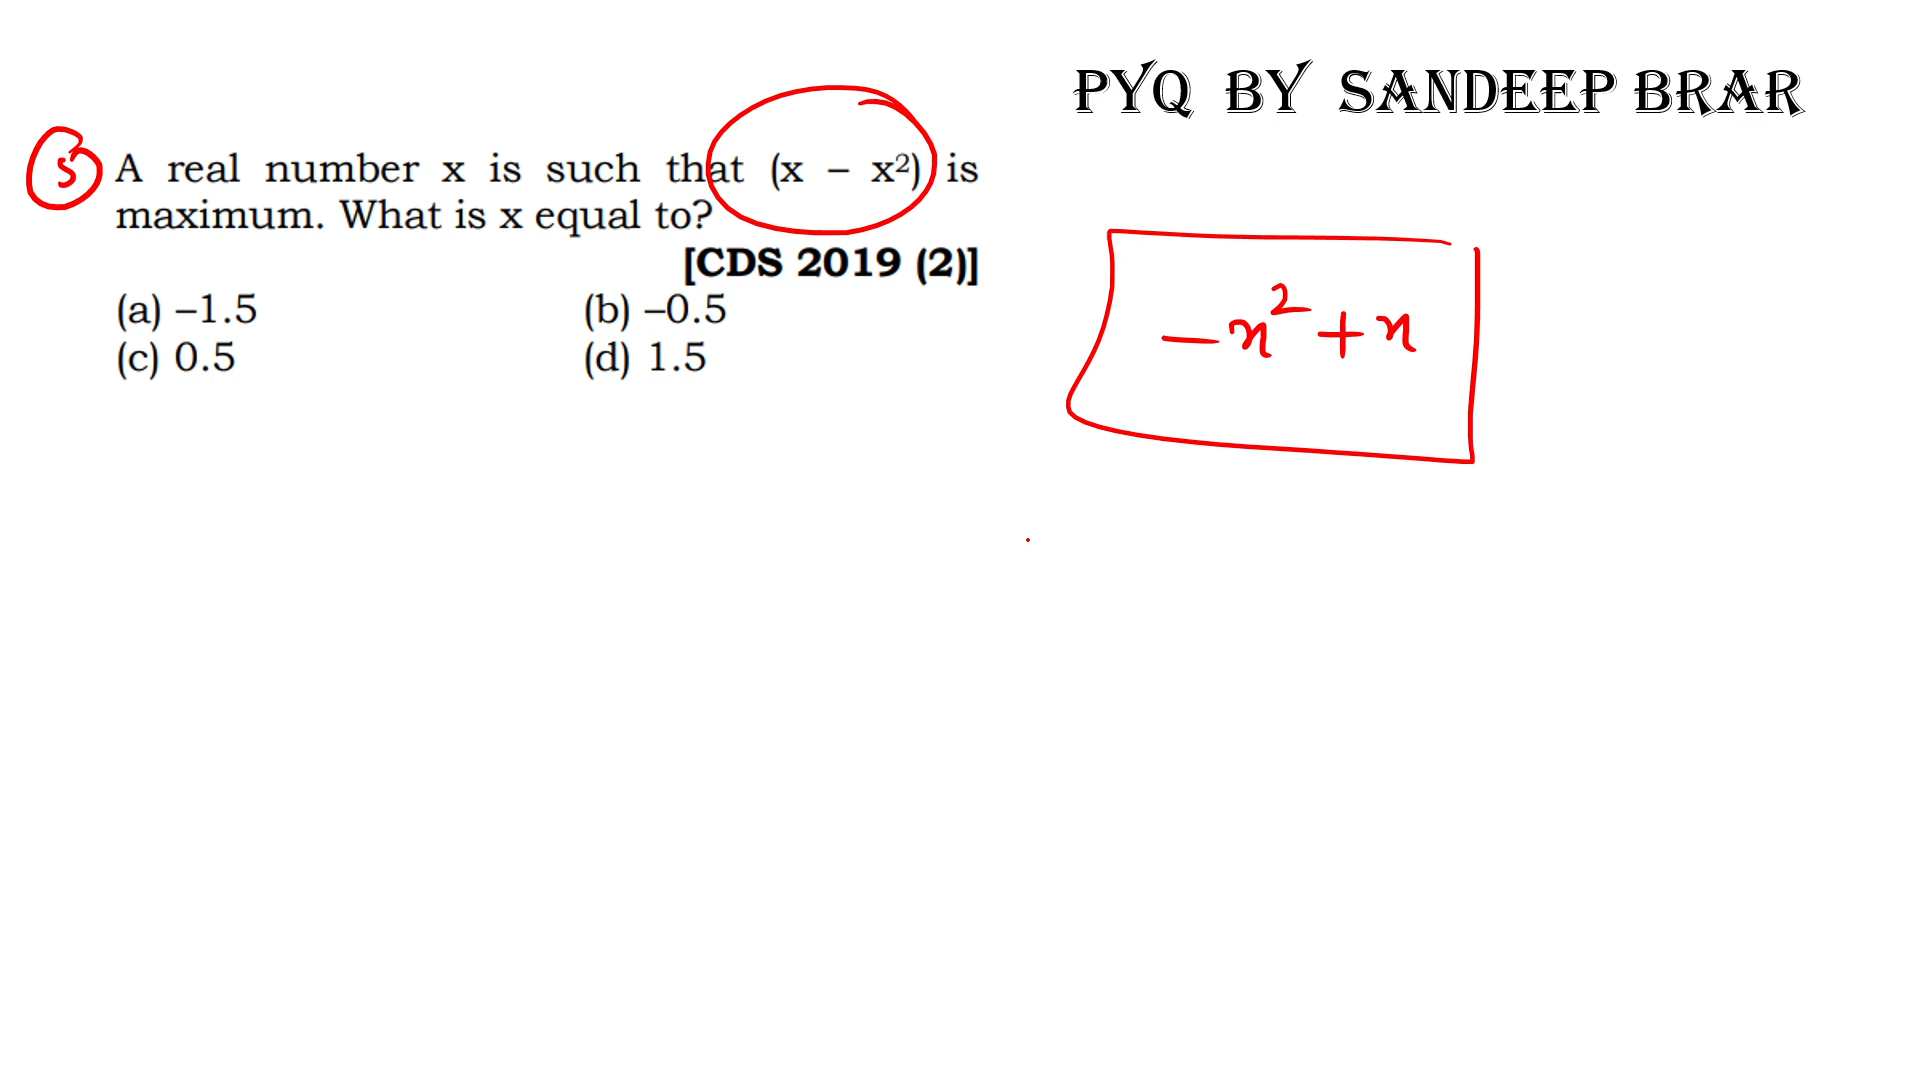 PYQ BY SANDEEP BRAR
5 A real number x is such that (x – x²) is
maximum. What is x equal to?
[CDS 2019 (2)]
(a) –1.5 (b) –0.5
(c) 0.5 (d) 1.5
–x² + x